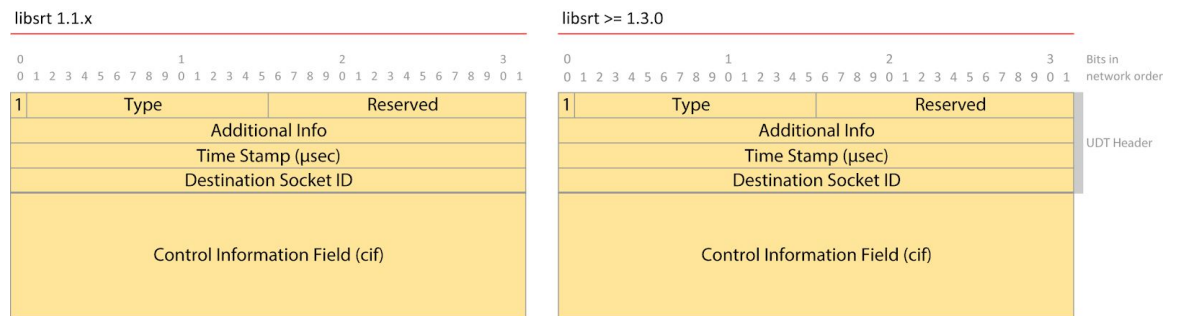 libsrt 1.1.x
0 1 2 3
0 1 2 3 4 5 6 7 8 9 0 1 2 3 4 5 6 7 8 9 0 1 2 3 4 5 6 7 8 9 0 1
1 Type Reserved
Additional Info
Time Stamp (µsec)
Destination Socket ID
Control Information Field (cif)
libsrt >= 1.3.0
0 1 2 3 Bits in
0 1 2 3 4 5 6 7 8 9 0 1 2 3 4 5 6 7 8 9 0 1 2 3 4 5 6 7 8 9 0 1 network order
1 Type Reserved
Additional Info
UDT Header
Time Stamp (µsec)
Destination Socket ID
Control Information Field (cif)